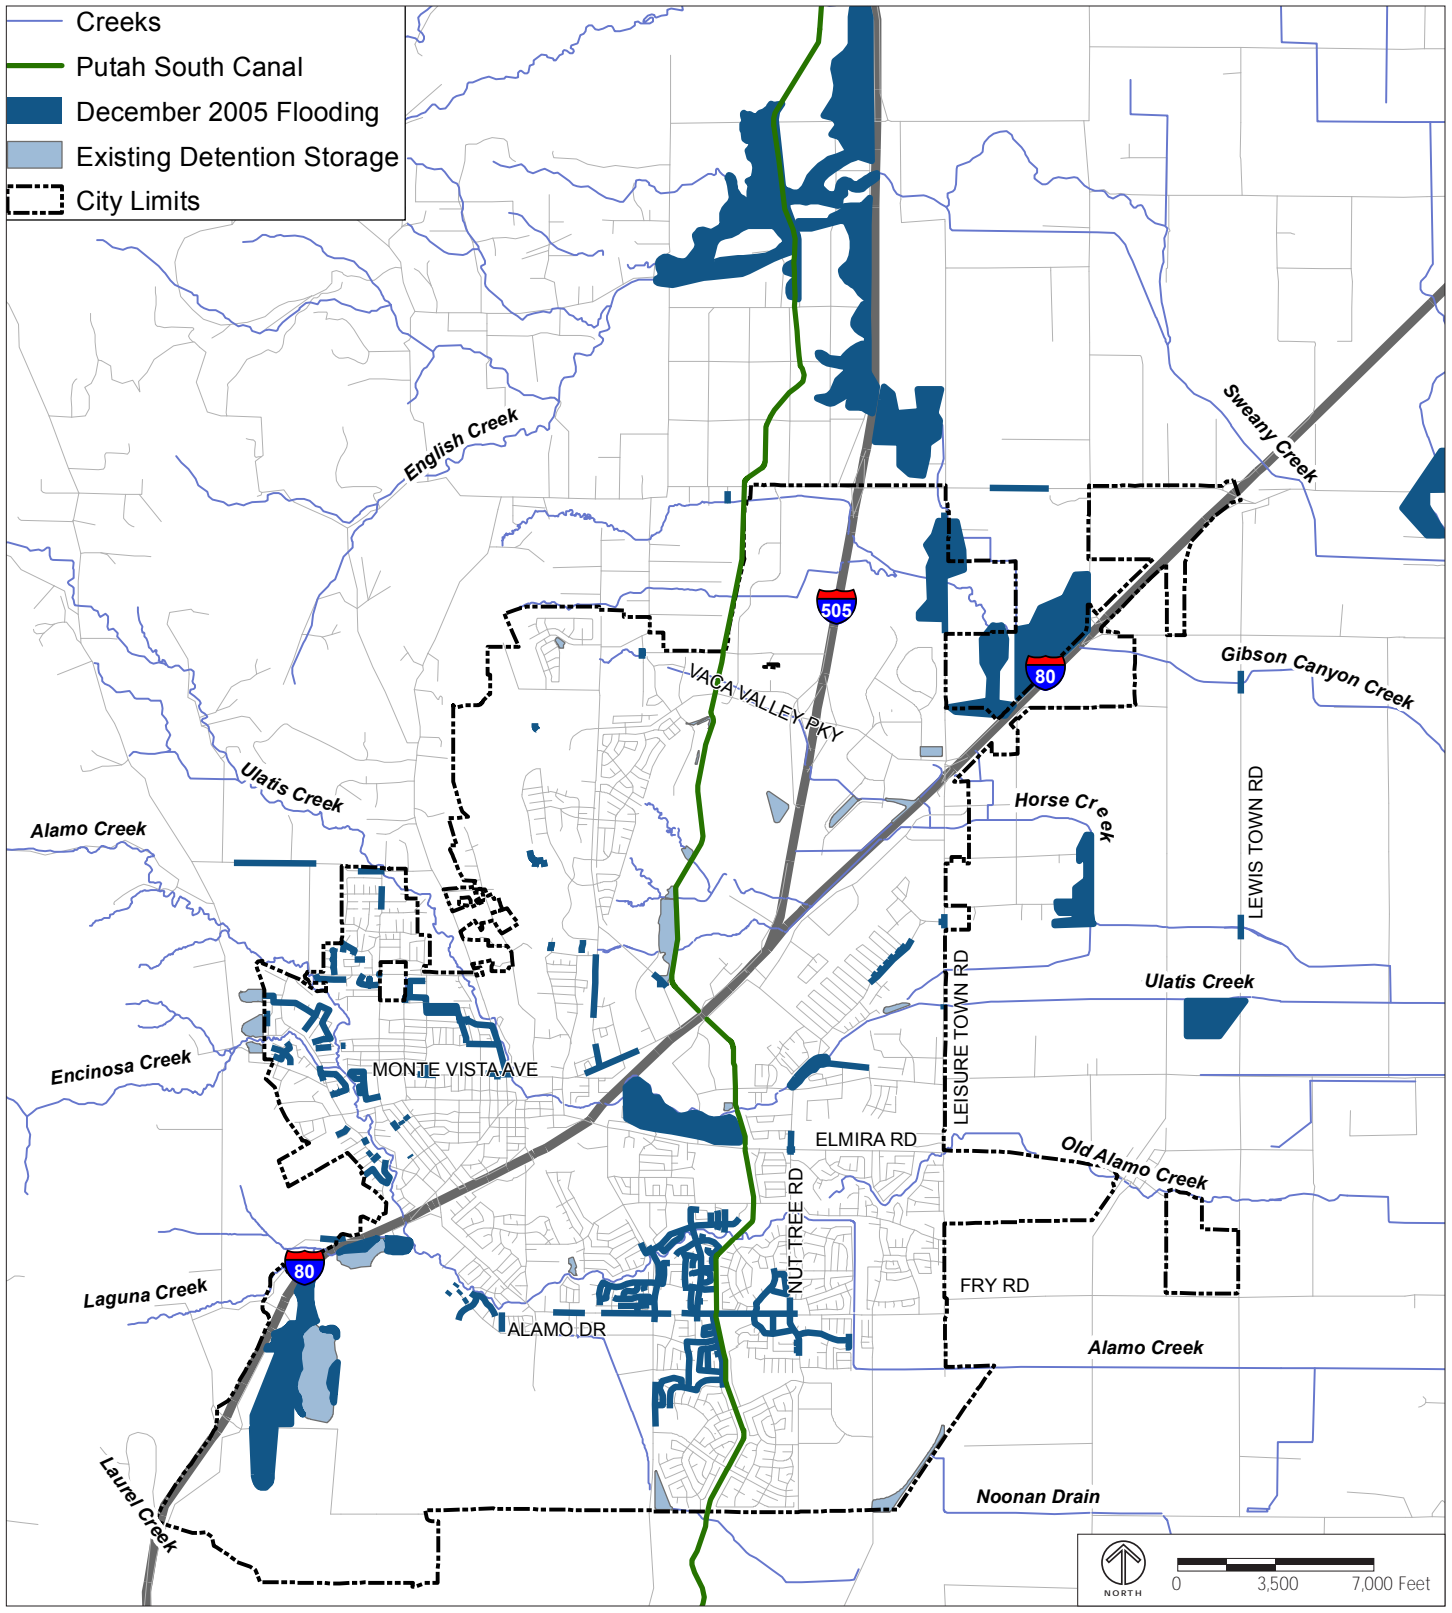 Creeks
Putah South Canal
December 2005 Flooding
Existing Detention Storage
City Limits
English Creek
Sweany Creek
505
VACA VALLEY PKY
80
Gibson Canyon Creek
Ulatis Creek
Alamo Creek
Horse Creek
LEWIS TOWN RD
LEISURE TOWN RD
Ulatis Creek
Encinosa Creek
MONTE VISTA AVE
ELMIRA RD
Old Alamo Creek
NUT TREE RD
80
Laguna Creek
FRY RD
ALAMO DR
Alamo Creek
Laurel Creek
Noonan Drain
NORTH
0 3,500 7,000 Feet